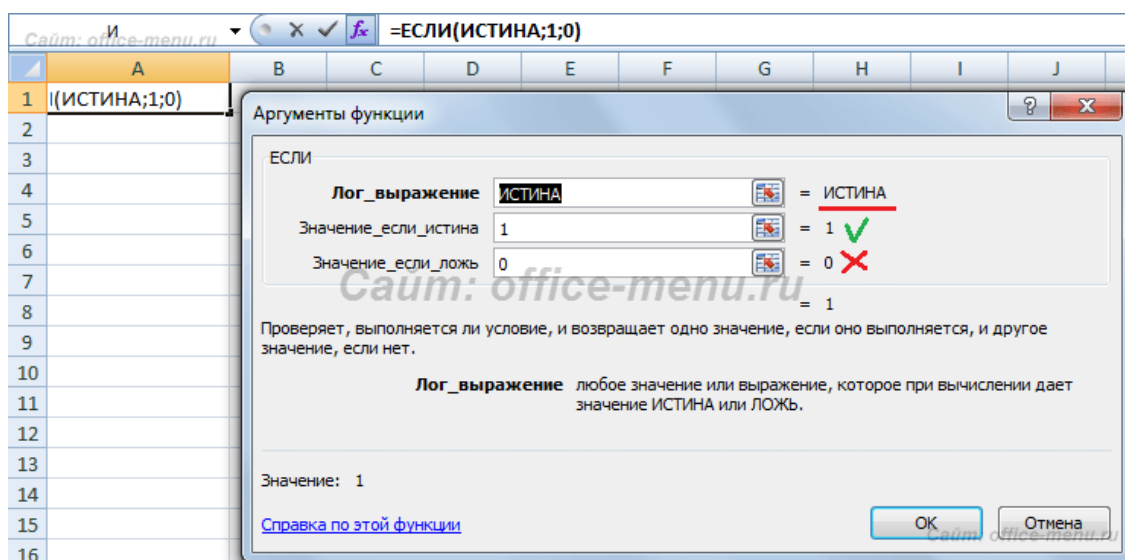 И
Сайт: office-menu.ru
fx =ЕСЛИ(ИСТИНА;1;0)
A B C D E F G H I J
1 И(ИСТИНА;1;0)
2
3
4
5
6
7
8
9
10
11
12
13
14
15
16
Аргументы функции
ЕСЛИ
Лог_выражение ИСТИНА = ИСТИНА
Значение_если_истина 1 = 1
Значение_если_ложь 0 = 0
Сайт: office-menu.ru
= 1
Проверяет, выполняется ли условие, и возвращает одно значение, если оно выполняется, и другое
значение, если нет.
Лог_выражение любое значение или выражение, которое при вычислении дает
значение ИСТИНА или ЛОЖЬ.
Значение: 1
Справка по этой функции
OK Отмена
Сайт: office-menu.ru